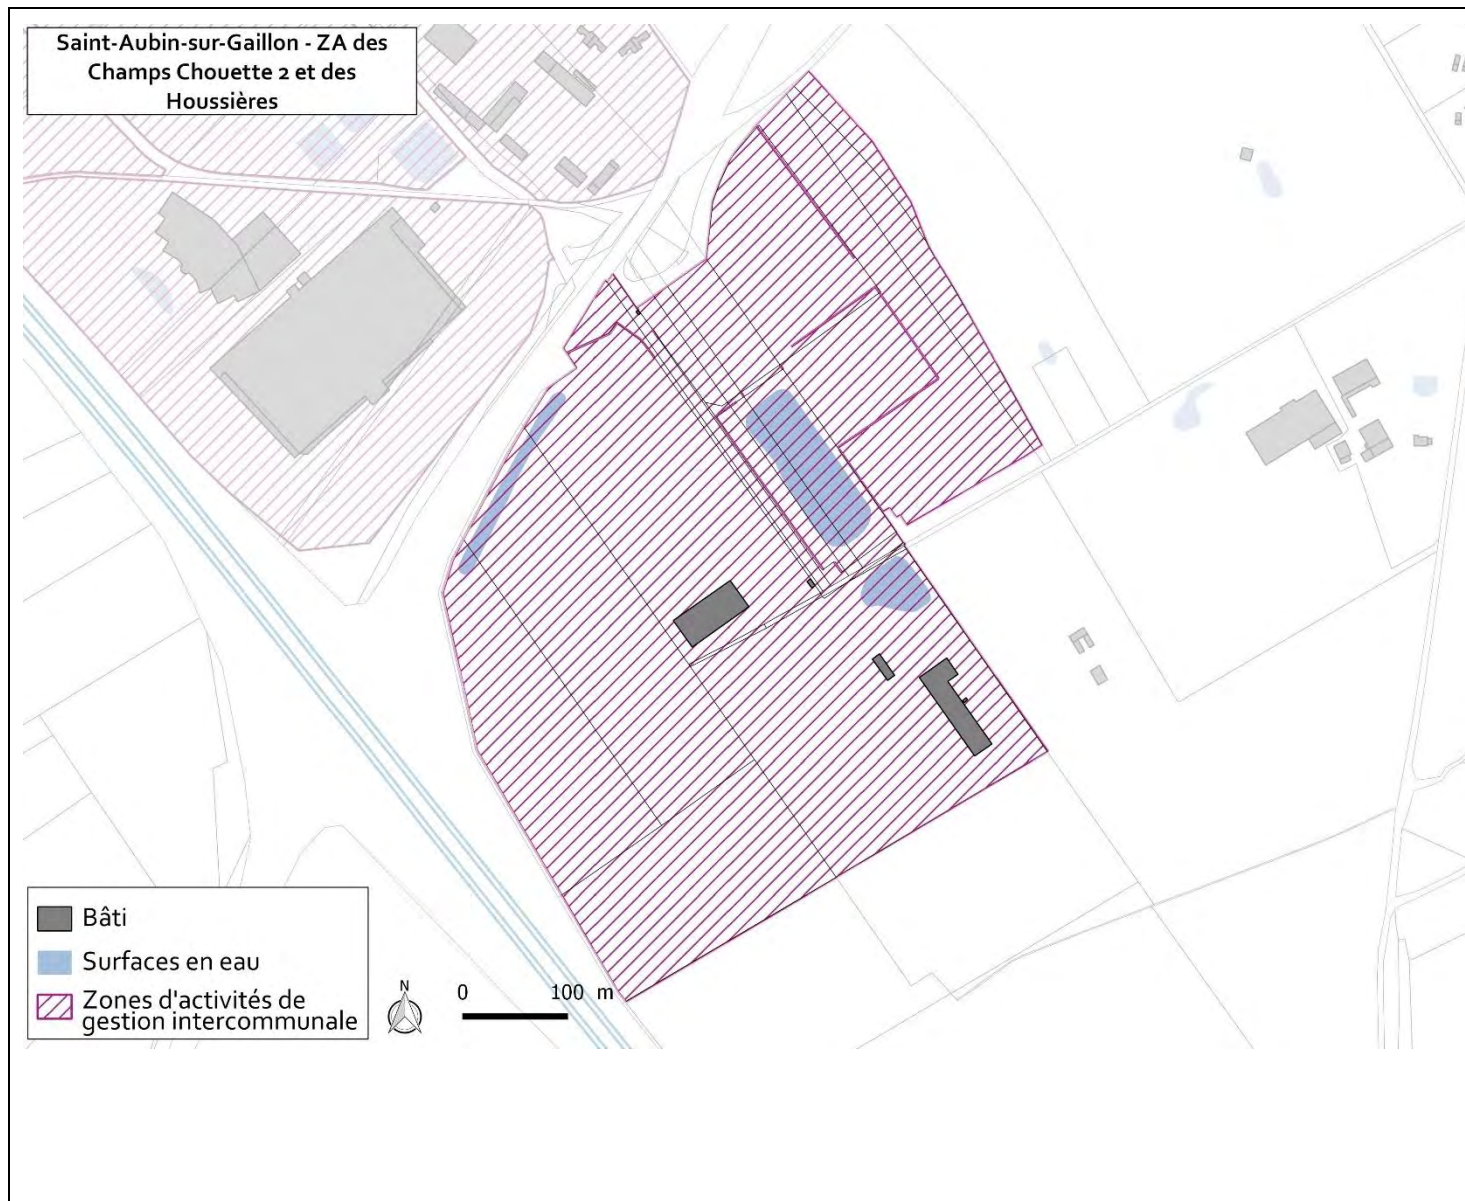 Saint-Aubin-sur-Gaillon - ZA des
Champs Chouette 2 et des
Houssières
Bâti
Surfaces en eau
Zones d'activités de
gestion intercommunale
N
0 100 m